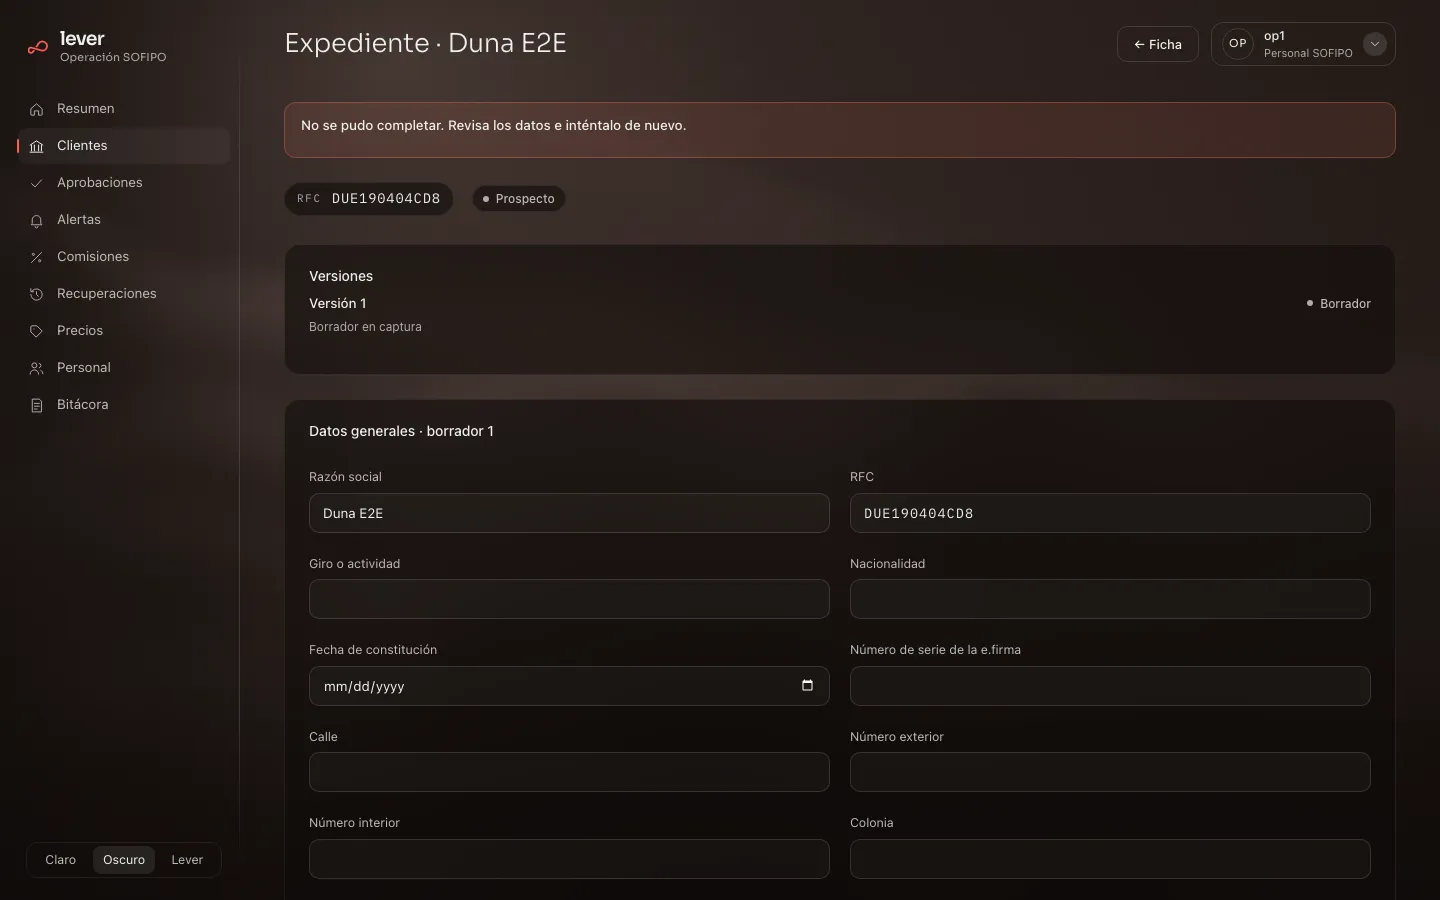 lever
Operación SOFIPO
Resumen
Clientes
Aprobaciones
Alertas
Comisiones
Recuperaciones
Precios
Personal
Bitácora
Claro Oscuro Lever
Expediente · Duna E2E
← Ficha
OP
op1
Personal SOFIPO
No se pudo completar. Revisa los datos e inténtalo de nuevo.
RFC DUE190404CD8
Prospecto
Versiones
Versión 1
Borrador
Borrador en captura
Datos generales · borrador 1
Razón social
RFC
Duna E2E
DUE190404CD8
Giro o actividad
Nacionalidad
Fecha de constitución
Número de serie de la e.firma
mm/dd/yyyy
Calle
Número exterior
Número interior
Colonia